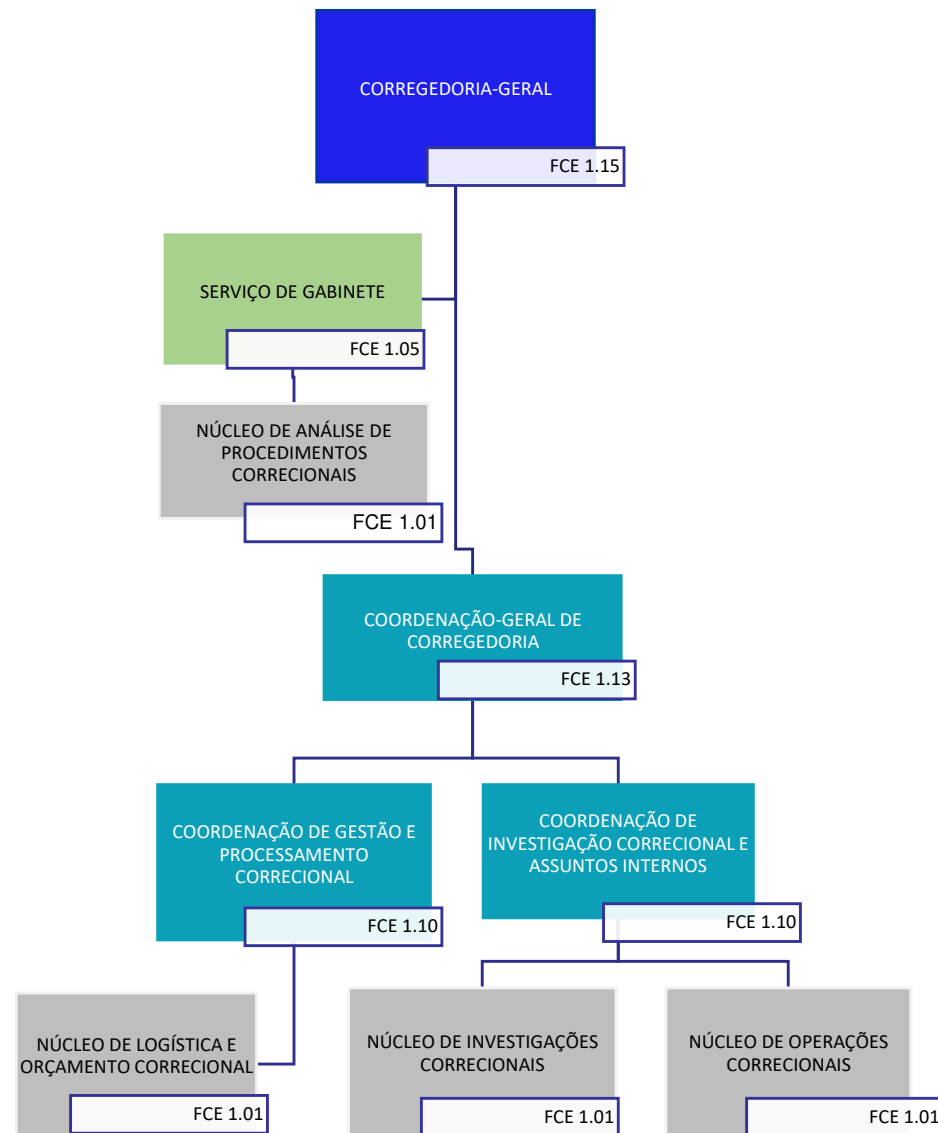 CORREGEDORIA-GERAL
FCE 1.15
SERVIÇO DE GABINETE
FCE 1.05
NÚCLEO DE ANÁLISE DE
PROCEDIMENTOS
CORRECIONAIS
FCE 1.01
COORDENAÇÃO-GERAL DE
CORREGEDORIA
FCE 1.13
COORDENAÇÃO DE GESTÃO E
PROCESSAMENTO
CORRECIONAL
FCE 1.10
COORDENAÇÃO DE
INVESTIGAÇÃO CORRECIONAL E
ASSUNTOS INTERNOS
FCE 1.10
NÚCLEO DE LOGÍSTICA E
ORÇAMENTO CORRECIONAL
FCE 1.01
NÚCLEO DE INVESTIGAÇÕES
CORRECIONAIS
FCE 1.01
NÚCLEO DE OPERAÇÕES
CORRECIONAIS
FCE 1.01